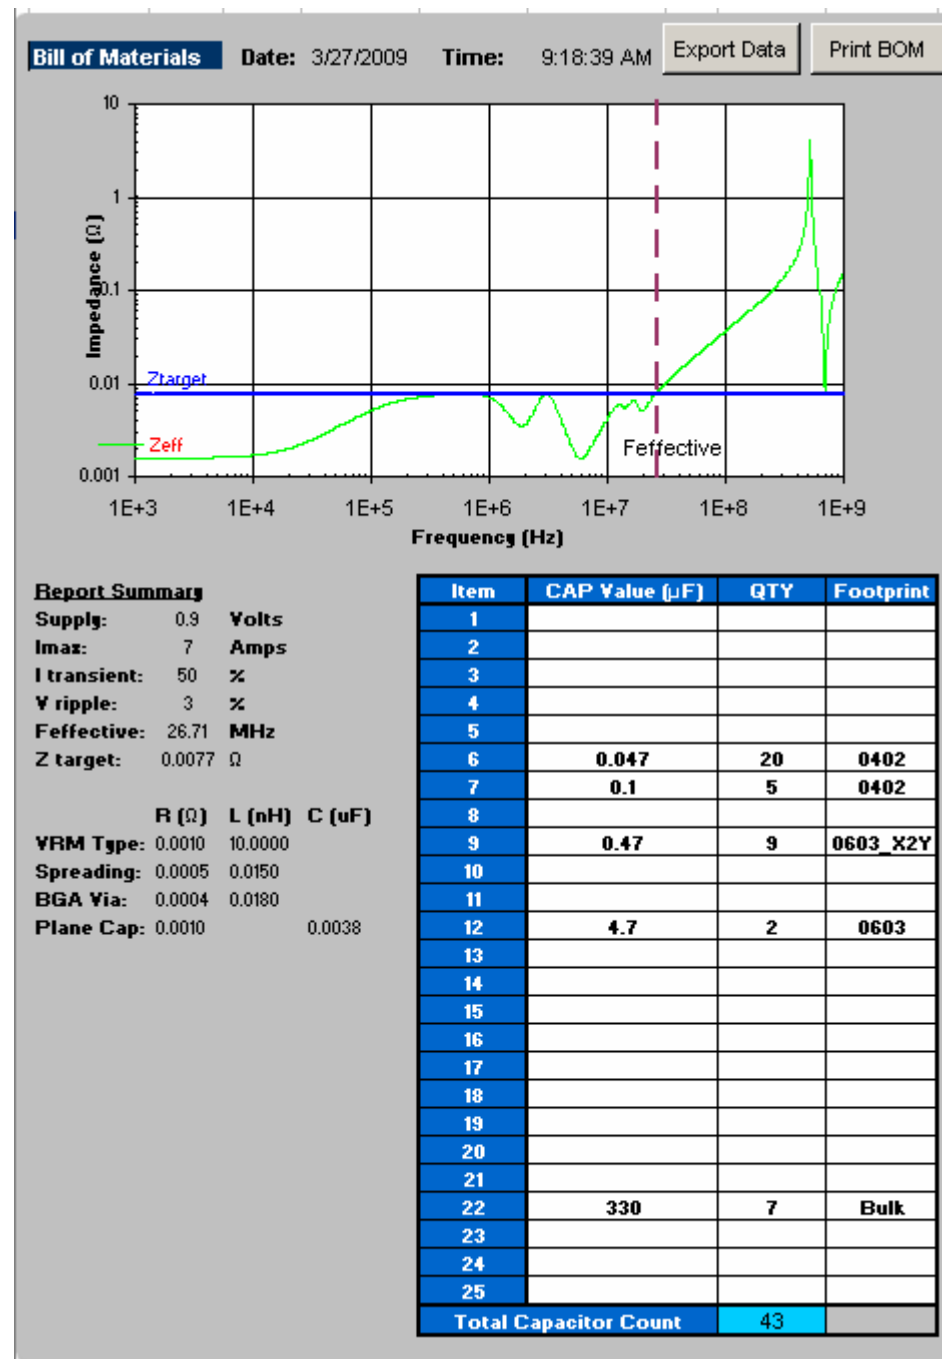 Bill of Materials Date: 3/27/2009 Time: 9:18:39 AM Export Data Print BOM
10
1
0.1
0.01
0.001
Impedance (Ω)
Ztarget
Zeff
Feffective
1E+3 1E+4 1E+5 1E+6 1E+7 1E+8 1E+9
Frequency (Hz)
Report Summary
Supply: 0.9 Volts
Imax: 7 Amps
I transient: 50 %
V ripple: 3 %
Feffective: 26.71 MHz
Z target: 0.0077 Ω
R (Ω) L (nH) C (uF)
VRM Type: 0.0010 10.0000
Spreading: 0.0005 0.0150
BGA Via: 0.0004 0.0180
Plane Cap: 0.0010 0.0038
Item CAP Value (µF) QTY Footprint
1
2
3
4
5
6 0.047 20 0402
7 0.1 5 0402
8
9 0.47 9 0603_X2Y
10
11
12 4.7 2 0603
13
14
15
16
17
18
19
20
21
22 330 7 Bulk
23
24
25
Total Capacitor Count 43